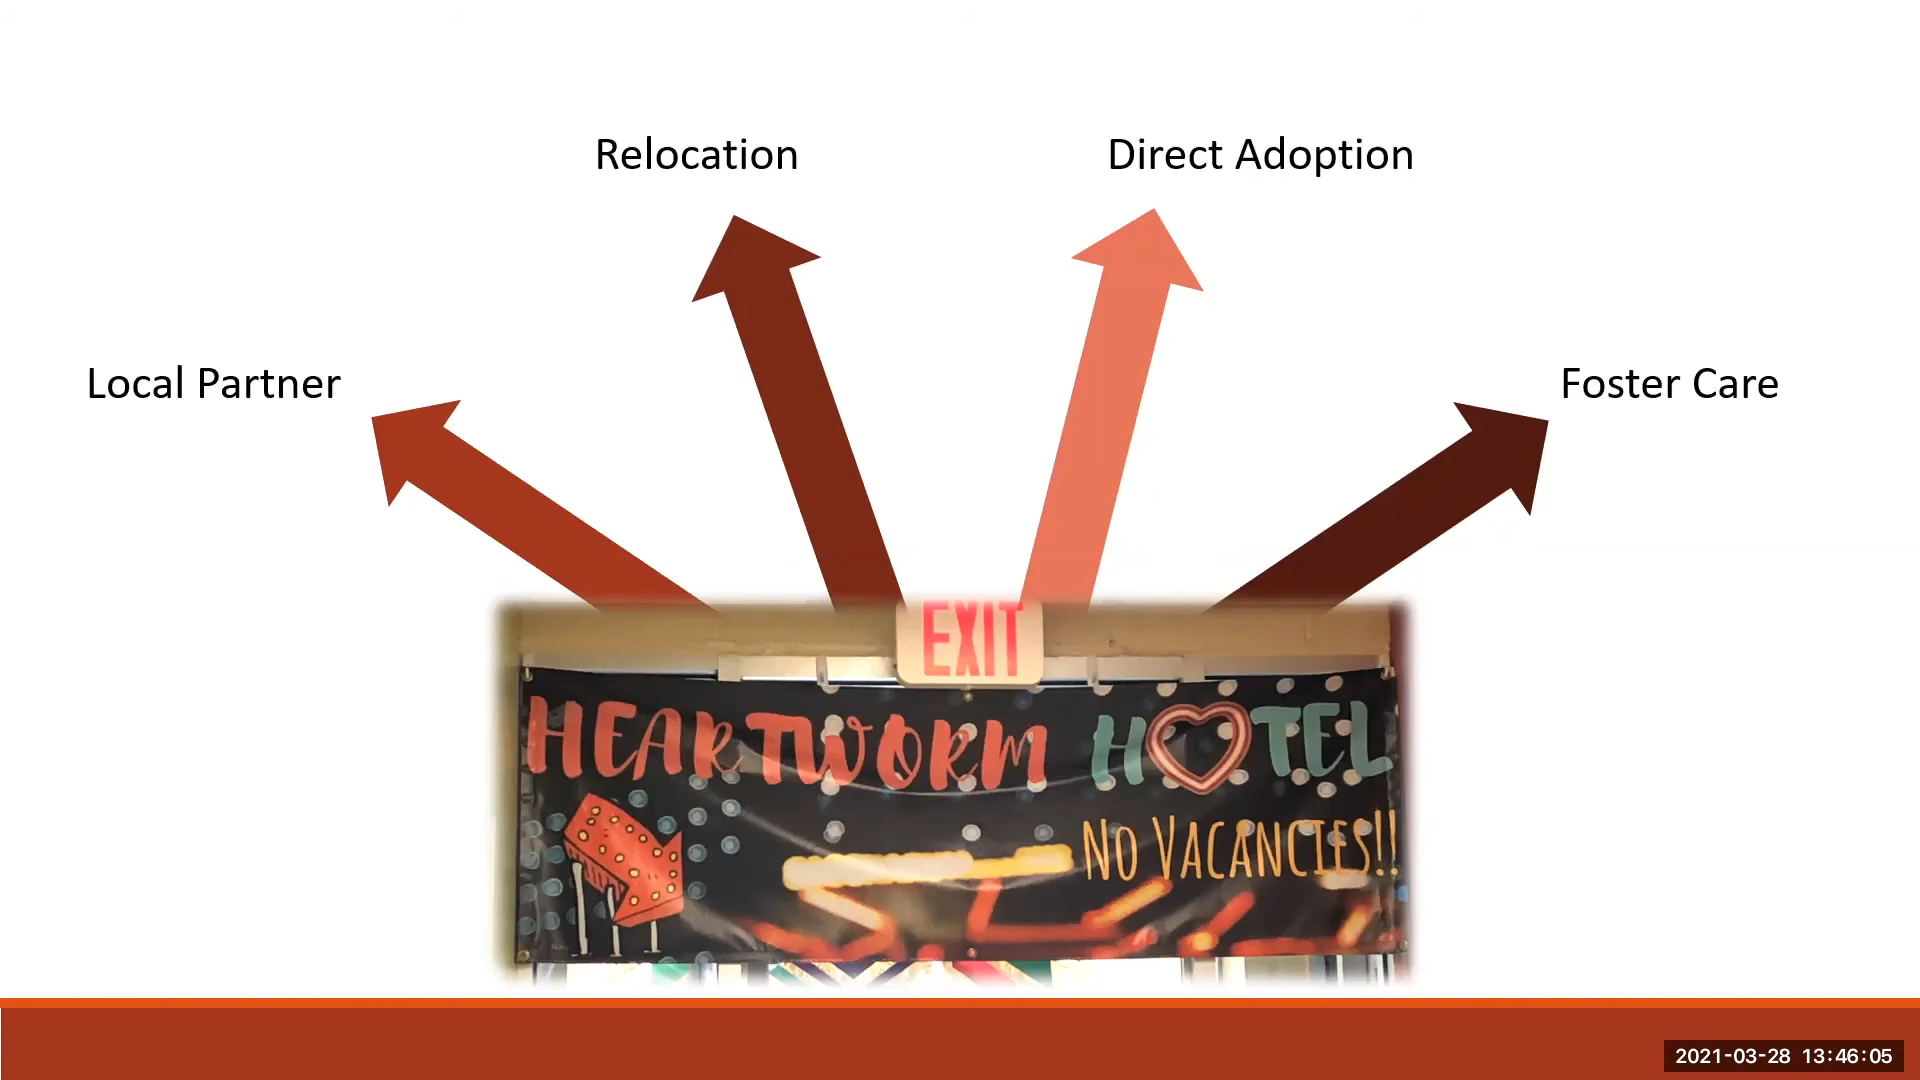 Relocation
Direct Adoption
Local Partner
Foster Care
EXIT
HEARTWORM HOTEL
NO VACANCIES!!
2021-03-28 13:46:05